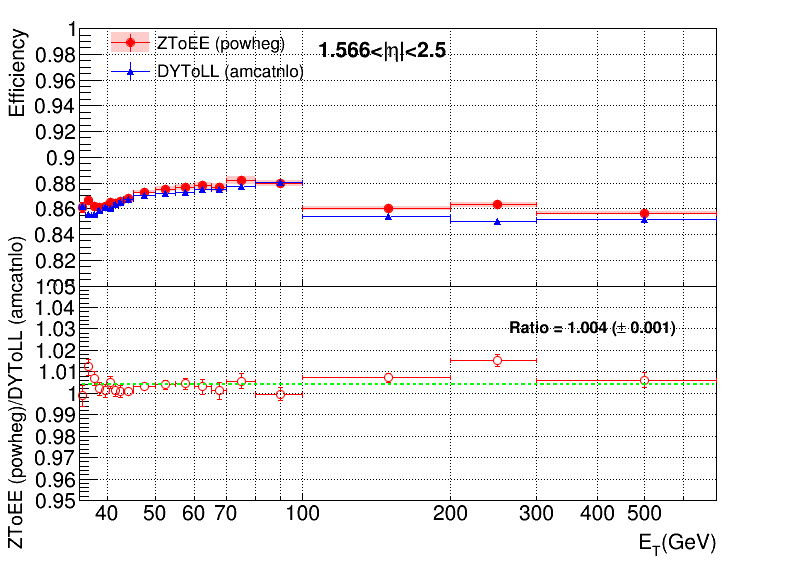 Efficiency
1
0.98
0.96
0.94
0.92
0.9
0.88
0.86
0.84
0.82
ZToEE (powheg)
DYToLL (amcatnlo)
1.566<|η|<2.5
ZToEE (powheg)/DYToLL (amcatnlo)
1.05
1.04
1.03
1.02
1.01
1
0.99
0.98
0.97
0.96
0.95
Ratio = 1.004 (± 0.001)
40 50 60 70 100 200 300 400 500
E_T(GeV)